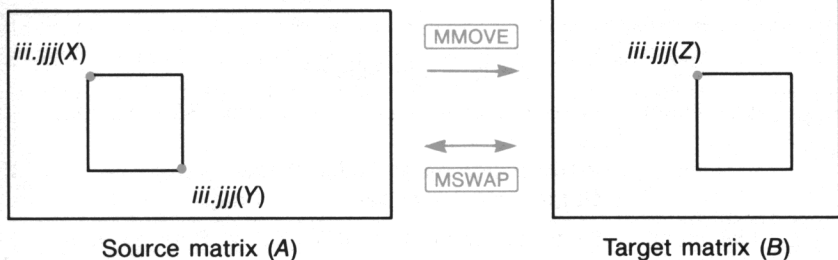 MMOVE
iii.jjj(X)
iii.jjj(Z)
MSWAP
iii.jjj(Y)
Source matrix (A)
Target matrix (B)